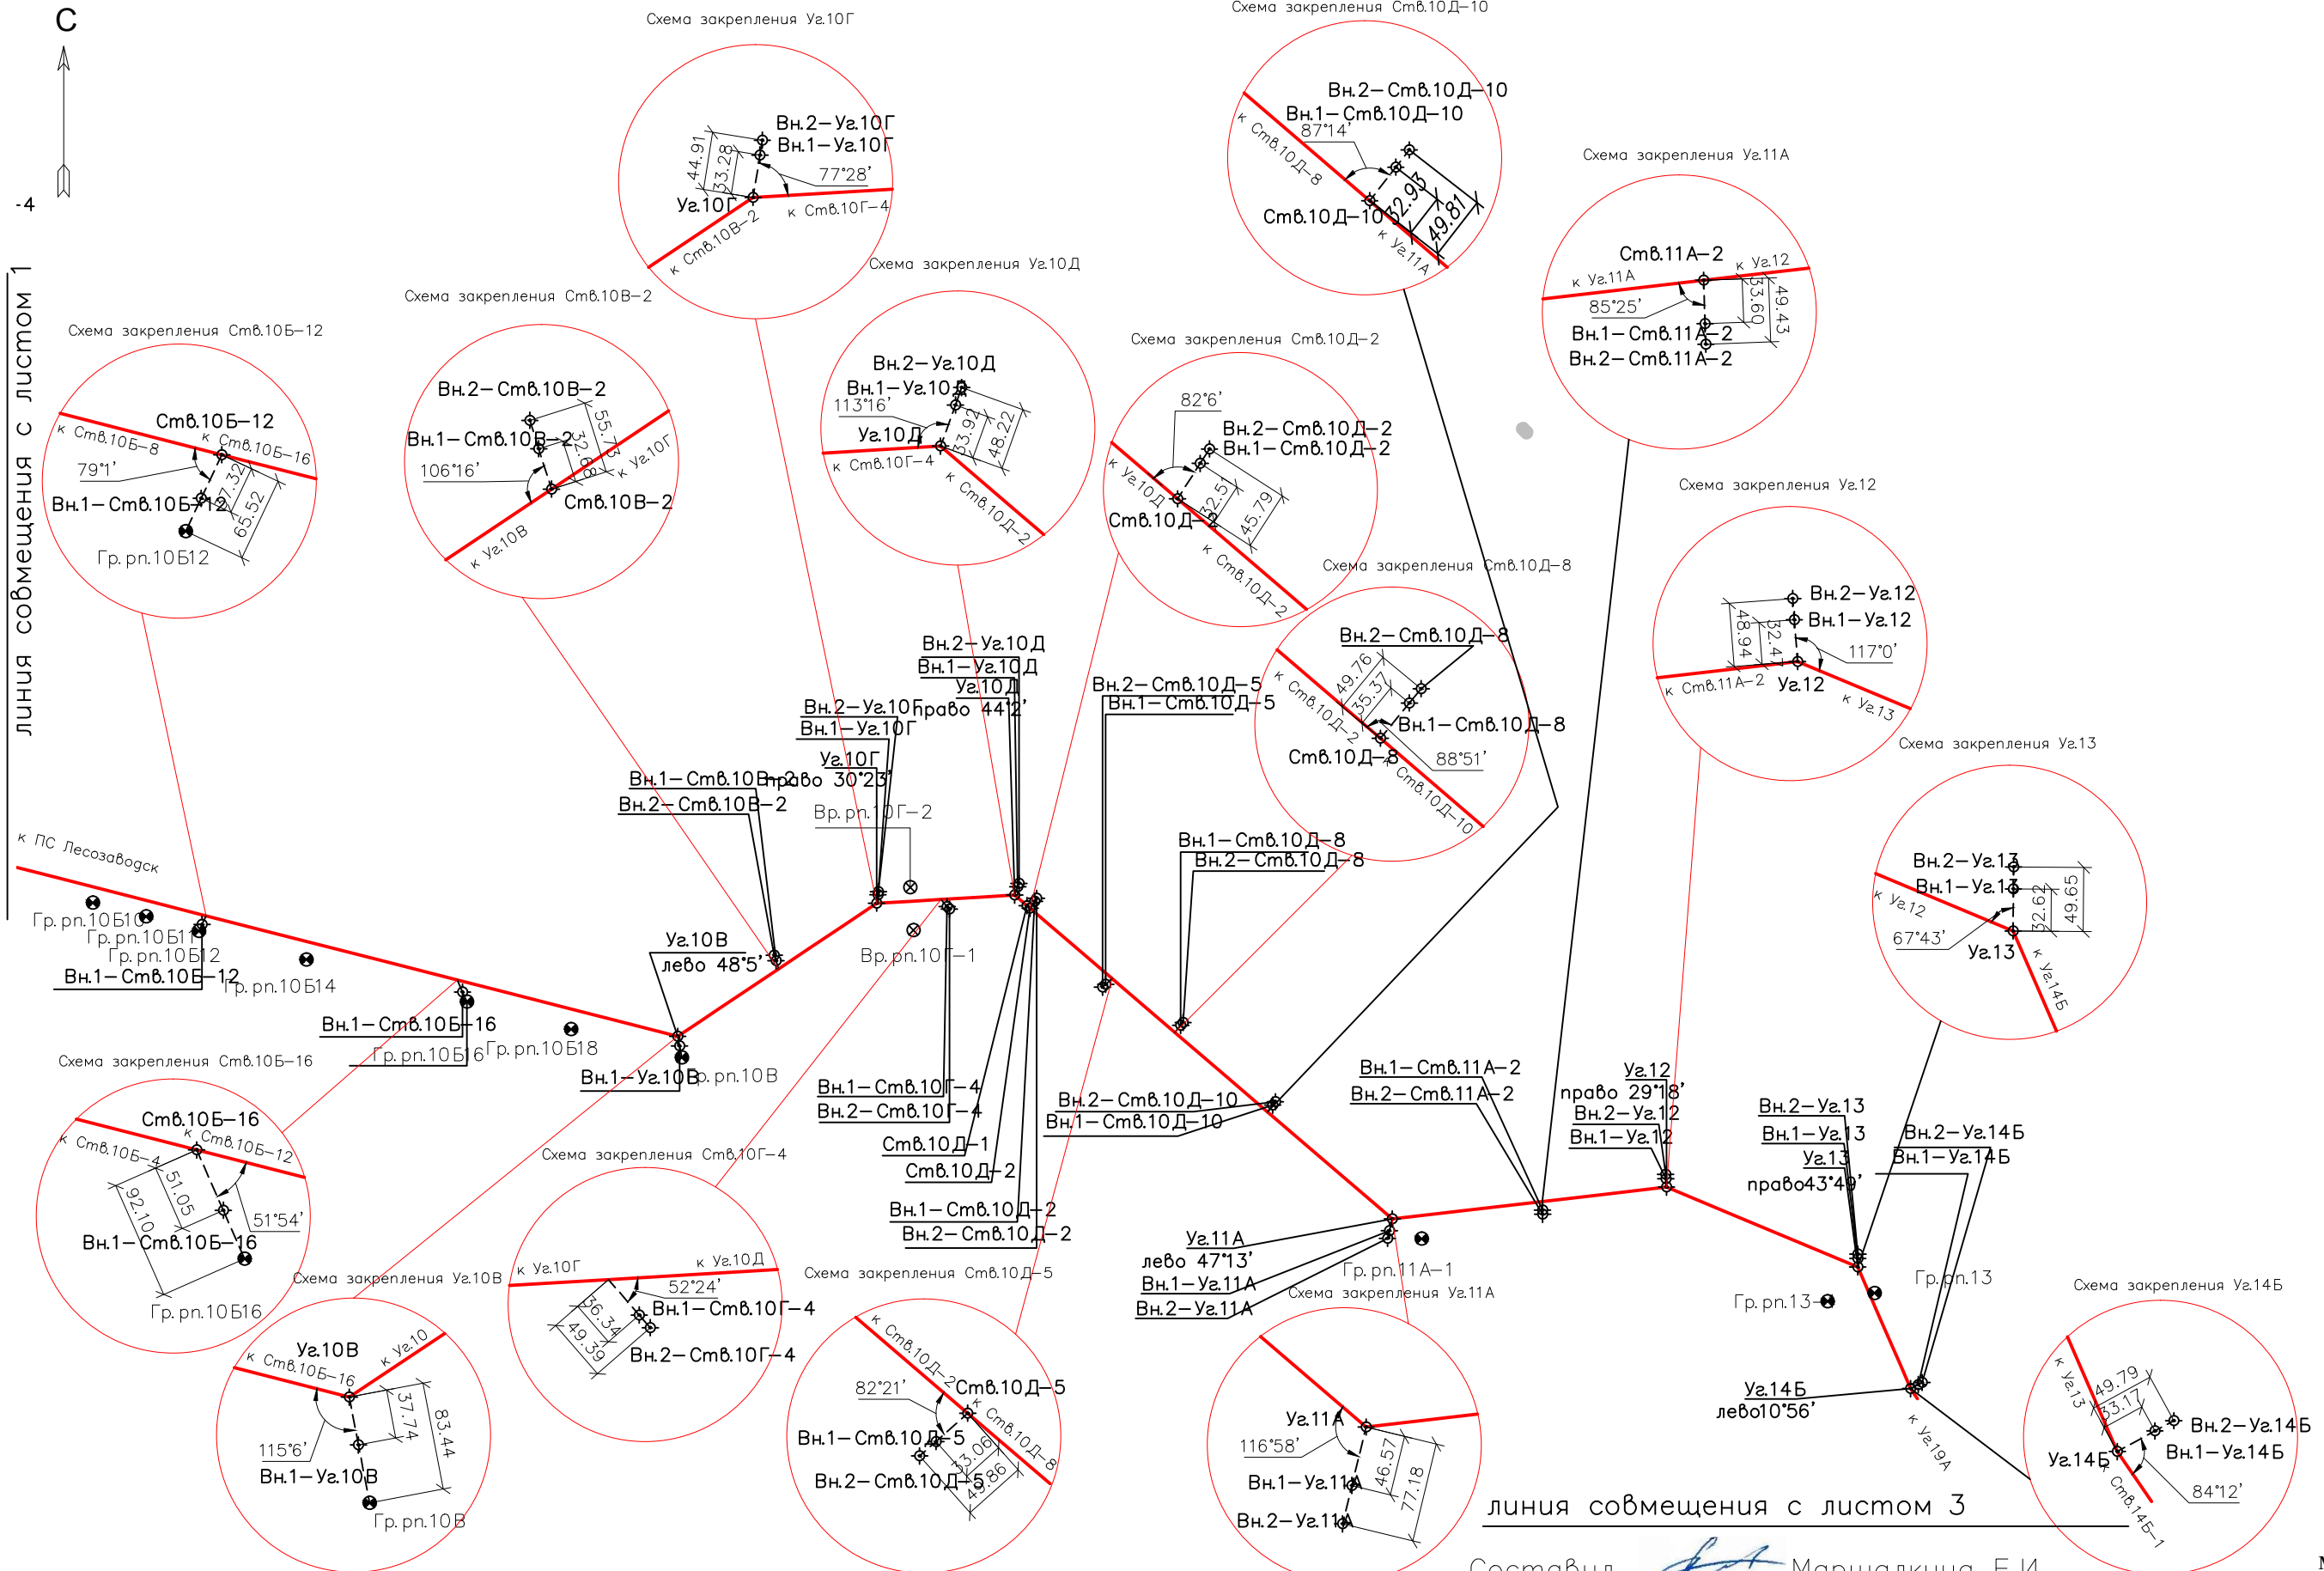 С
-4
линия совмещения с листом 1
Схема закрепления Уг.10Г
Вн.2-Уг.10Г
Вн.1-Уг.10Г
44.91
33.28
77°28'
Уг.10Г
к Ств.10В-2
к Ств.10Г-4
Схема закрепления Ств.10Д-10
Вн.2-Ств.10Д-10
Вн.1-Ств.10Д-10
87°14'
к Ств.10Д-8
32.93
49.81
Ств.10Д-10
к Уг.11А
Схема закрепления Уг.11А
Ств.11А-2
к Уг.11А
к Уг.12
85°25'
33.60
49.43
Вн.1-Ств.11А-2
Вн.2-Ств.11А-2
Схема закрепления Ств.10Б-12
Ств.10Б-12
к Ств.10Б-8
к Ств.10Б-16
79°1'
37.32
65.52
Вн.1-Ств.10Б-12
Гр.рп.10Б12
Схема закрепления Ств.10В-2
Вн.2-Ств.10В-2
Вн.1-Ств.10В-2
55.73
32.68
106°16'
к Уг.10Г
Ств.10В-2
к Уг.10В
Схема закрепления Уг.10Д
Вн.2-Уг.10Д
Вн.1-Уг.10Д
113°16'
Уг.10Д
33.92
48.22
к Ств.10Г-4
к Ств.10Д-2
Схема закрепления Ств.10Д-2
82°6'
Вн.2-Ств.10Д-2
Вн.1-Ств.10Д-2
к Уг.10Д
32.51
45.79
Ств.10Д-2
к Ств.10Д-2
Схема закрепления Ств.10Д-8
Вн.2-Ств.10Д-8
49.76
35.37
к Ств.10Д-2
Вн.1-Ств.10Д-8
Ств.10Д-8
88°51'
к Ств.10Д-10
Схема закрепления Уг.12
Вн.2-Уг.12
Вн.1-Уг.12
48.94
32.47
117°0'
к Ств.11А-2
Уг.12
к Уг.13
Схема закрепления Уг.13
Вн.2-Уг.13
Вн.1-Уг.13
к Уг.12
32.62
49.65
67°43'
Уг.13
к Уг.14Б
Вн.2-Уг.10Д
Вн.1-Уг.10Д
Уг.10Д
право 44°2'
Вн.2-Уг.10Г
Вн.1-Уг.10Г
Уг.10Г
право 30°23'
Вн.1-Ств.10В-2
Вн.2-Ств.10В-2
Вр.рп.10Г-2
Вн.2-Ств.10Д-5
Вн.1-Ств.10Д-5
Вн.1-Ств.10Д-8
Вн.2-Ств.10Д-8
к ПС Лесозаводск
Гр.рп.10Б10
Гр.рп.10Б11
Гр.рп.10Б12
Вн.1-Ств.10Б-12
Гр.рп.10Б14
Уг.10В
лево 48°5'
Вр.рп.10Г-1
Вн.1-Ств.10Б-16
Гр.рп.10Б16
Гр.рп.10Б18
Вн.1-Уг.10В
Гр.рп.10В
Вн.1-Ств.10Г-4
Вн.2-Ств.10Г-4
Ств.10Д-1
Ств.10Д-2
Вн.1-Ств.10Д-2
Вн.2-Ств.10Д-2
Вн.2-Ств.10Д-10
Вн.1-Ств.10Д-10
Вн.1-Ств.11А-2
Вн.2-Ств.11А-2
Уг.12
право 29°18'
Вн.2-Уг.12
Вн.1-Уг.12
Вн.2-Уг.13
Вн.1-Уг.13
Уг.13
право43°49'
Вн.2-Уг.14Б
Вн.1-Уг.14Б
Уг.11А
лево 47°13'
Вн.1-Уг.11А
Вн.2-Уг.11А
Гр.рп.11А-1
Гр.рп.13
Гр.рп.13
Уг.14Б
лево10°56'
к Уг.19А
Схема закрепления Ств.10Б-16
Ств.10Б-16
к Ств.10Б-4
к Ств.10Б-12
51.05
92.10
51°54'
Вн.1-Ств.10Б-16
Гр.рп.10Б16
Схема закрепления Уг.10В
Уг.10В
к Ств.10Б-16
к Уг.10
37.74
83.44
115°6'
Вн.1-Уг.10В
Гр.рп.10В
Схема закрепления Ств.10Г-4
к Уг.10Г
к Уг.10Д
52°24'
36.34
49.39
Вн.1-Ств.10Г-4
Вн.2-Ств.10Г-4
Схема закрепления Ств.10Д-5
к Ств.10Д-2
82°21'
Ств.10Д-5
к Ств.10Д-8
Вн.1-Ств.10Д-5
33.06
49.86
Вн.2-Ств.10Д-5
Схема закрепления Уг.11А
Уг.11А
116°58'
46.57
77.18
Вн.1-Уг.11А
Вн.2-Уг.11А
Схема закрепления Уг.14Б
к Уг.13
49.79
33.17
Вн.2-Уг.14Б
Вн.1-Уг.14Б
Уг.14Б
84°12'
к Ств.14Б-1
линия совмещения с листом 3
Составил Маршалкина Е.И.